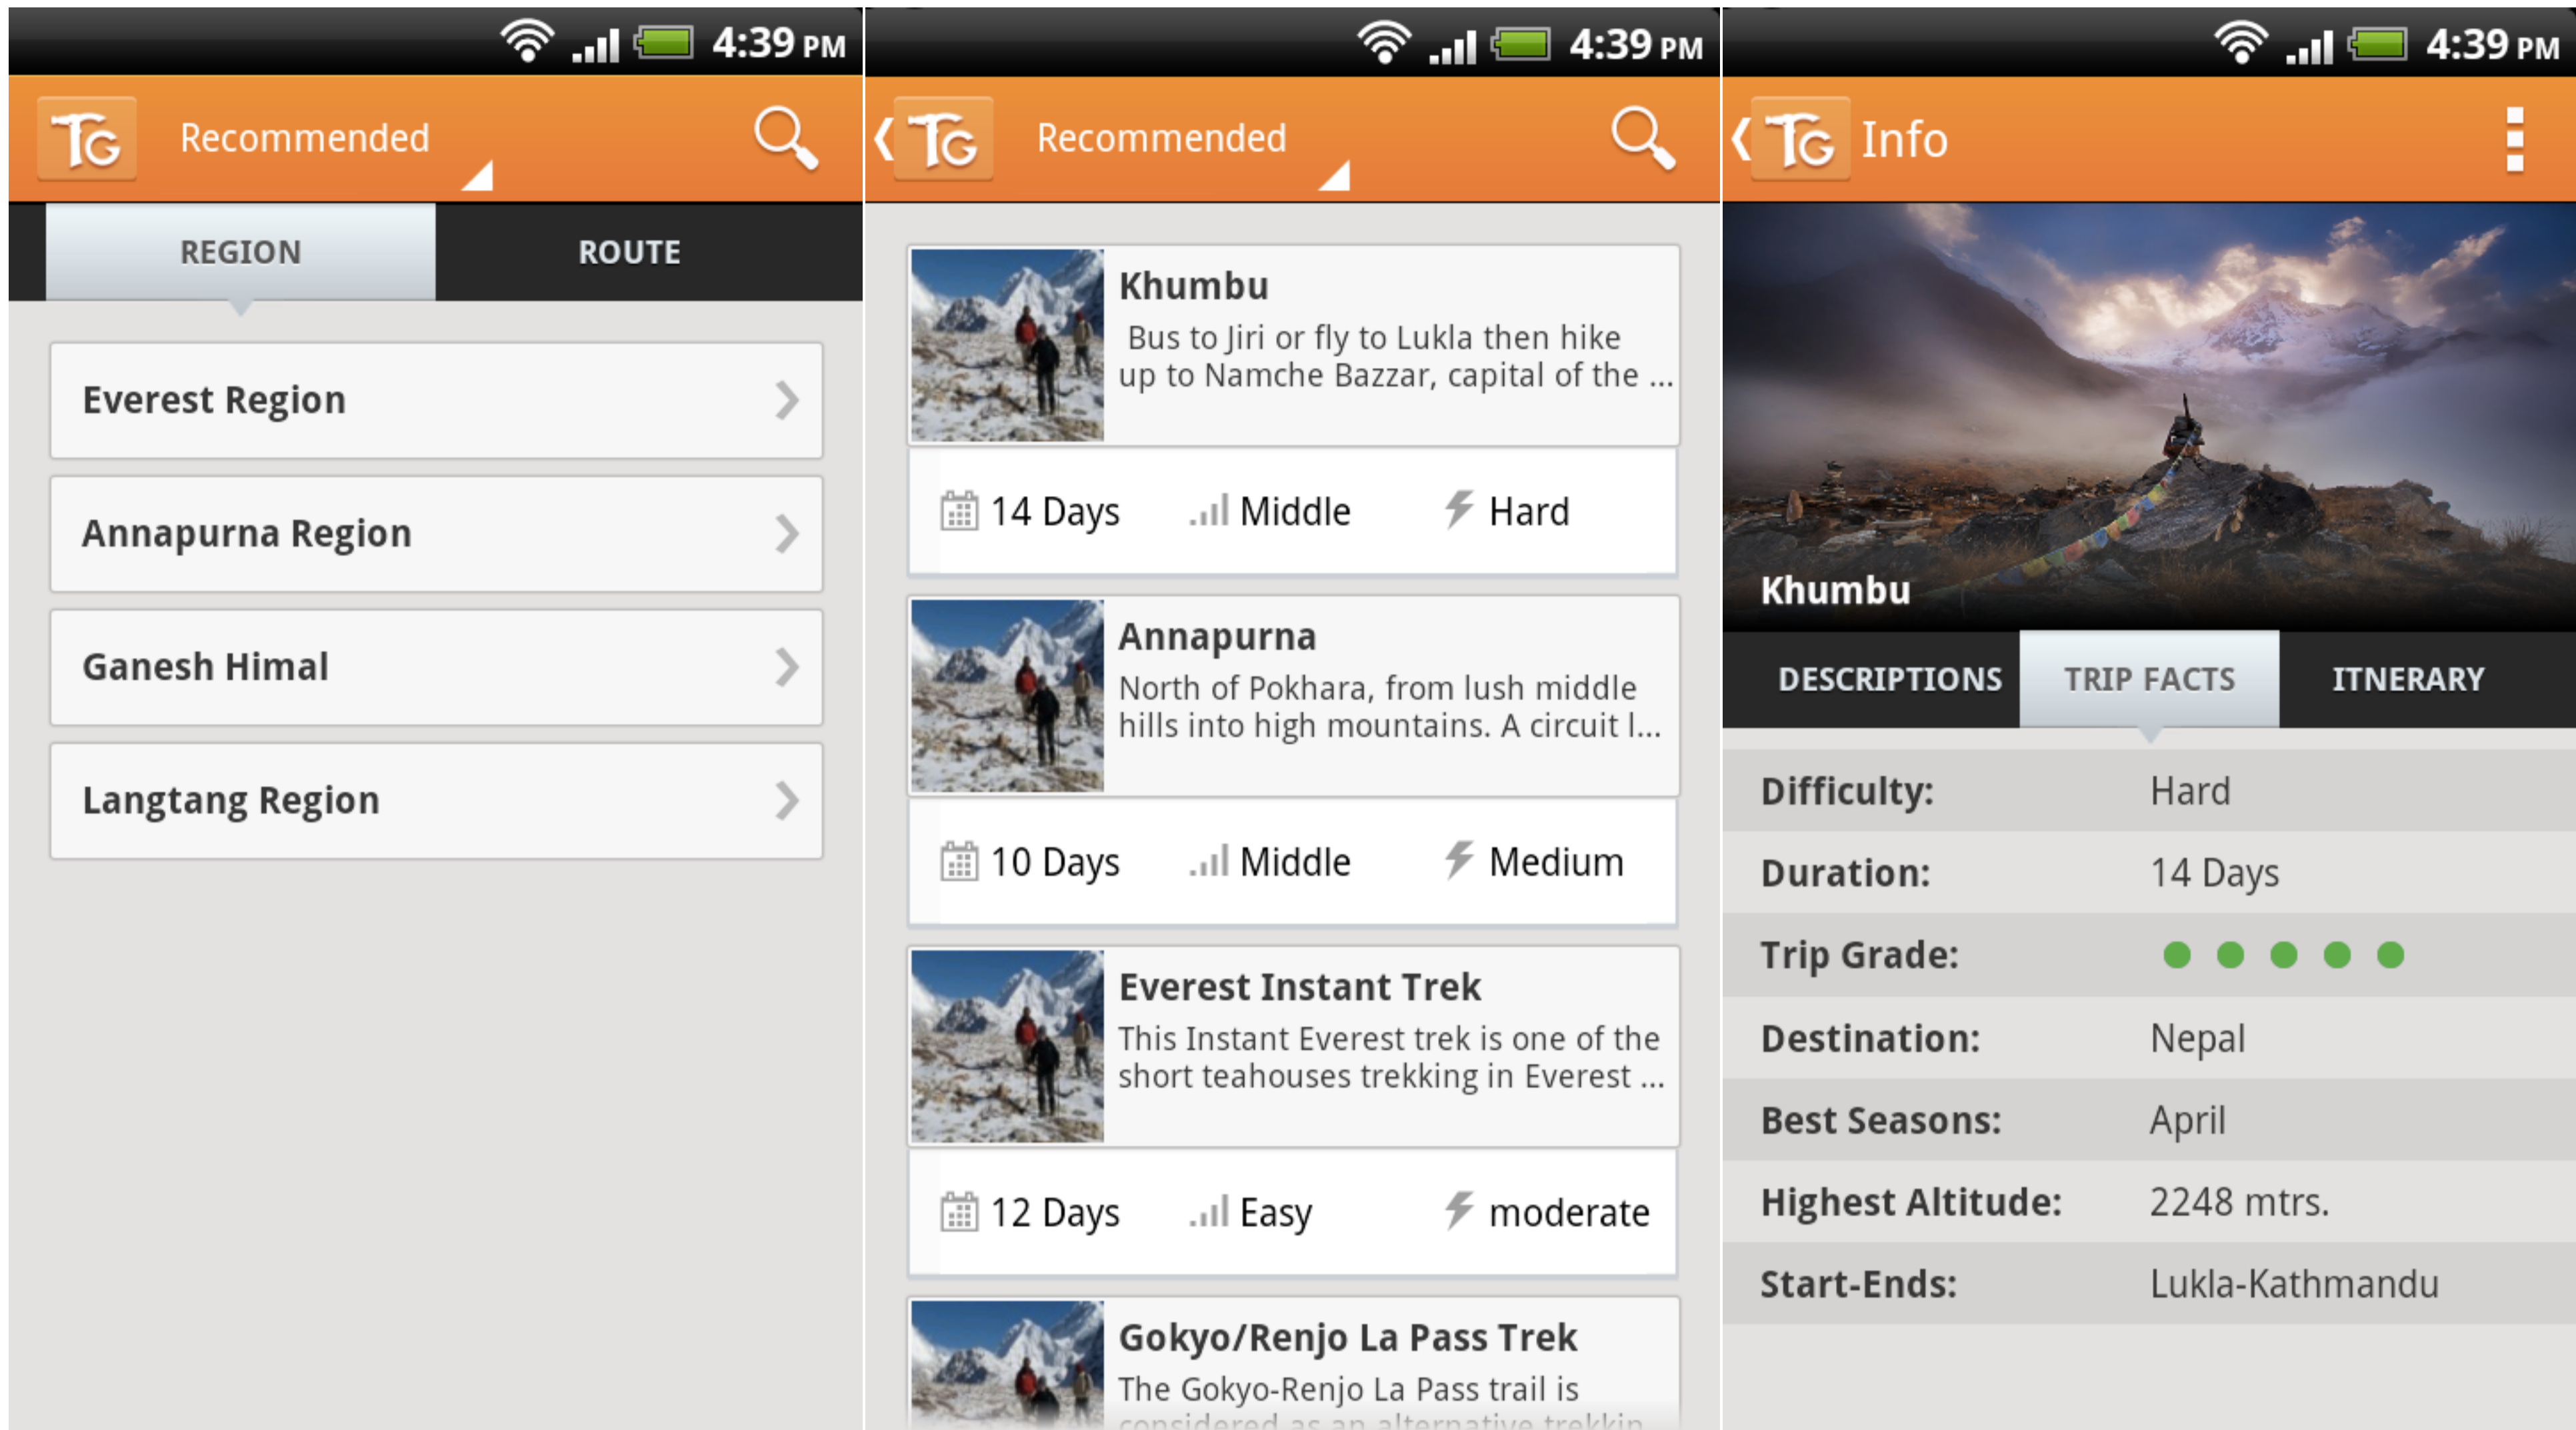 4:39 PM
TG
Recommended
REGION
ROUTE
Everest Region
Annapurna Region
Ganesh Himal
Langtang Region
4:39 PM
TG
Recommended
Khumbu
Bus to Jiri or fly to Lukla then hike
up to Namche Bazzar, capital of the ...
14 Days
Middle
Hard
Annapurna
North of Pokhara, from lush middle
hills into high mountains. A circuit l...
10 Days
Middle
Medium
Everest Instant Trek
This Instant Everest trek is one of the
short teahouses trekking in Everest ...
12 Days
Easy
moderate
Gokyo/Renjo La Pass Trek
The Gokyo-Renjo La Pass trail is
considered as an alternative trekkin
4:39 PM
TG
Info
Khumbu
DESCRIPTIONS
TRIP FACTS
ITNERARY
Difficulty: Hard
Duration: 14 Days
Trip Grade:
Destination: Nepal
Best Seasons: April
Highest Altitude: 2248 mtrs.
Start-Ends: Lukla-Kathmandu